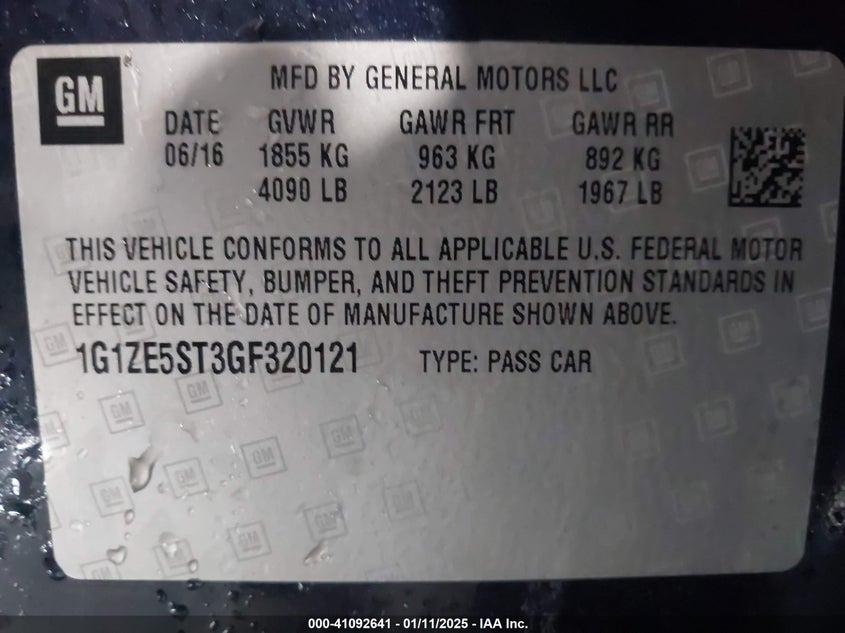 GM ®
MFD BY GENERAL MOTORS LLC
DATE GVWR GAWR FRT GAWR RR
06/16 1855 KG 963 KG 892 KG
4090 LB 2123 LB 1967 LB
THIS VEHICLE CONFORMS TO ALL APPLICABLE U.S. FEDERAL MOTOR
VEHICLE SAFETY, BUMPER, AND THEFT PREVENTION STANDARDS IN
EFFECT ON THE DATE OF MANUFACTURE SHOWN ABOVE.
1G1ZE5ST3GF320121 TYPE: PASS CAR
000-41092641 - 01/11/2025 - IAA Inc.